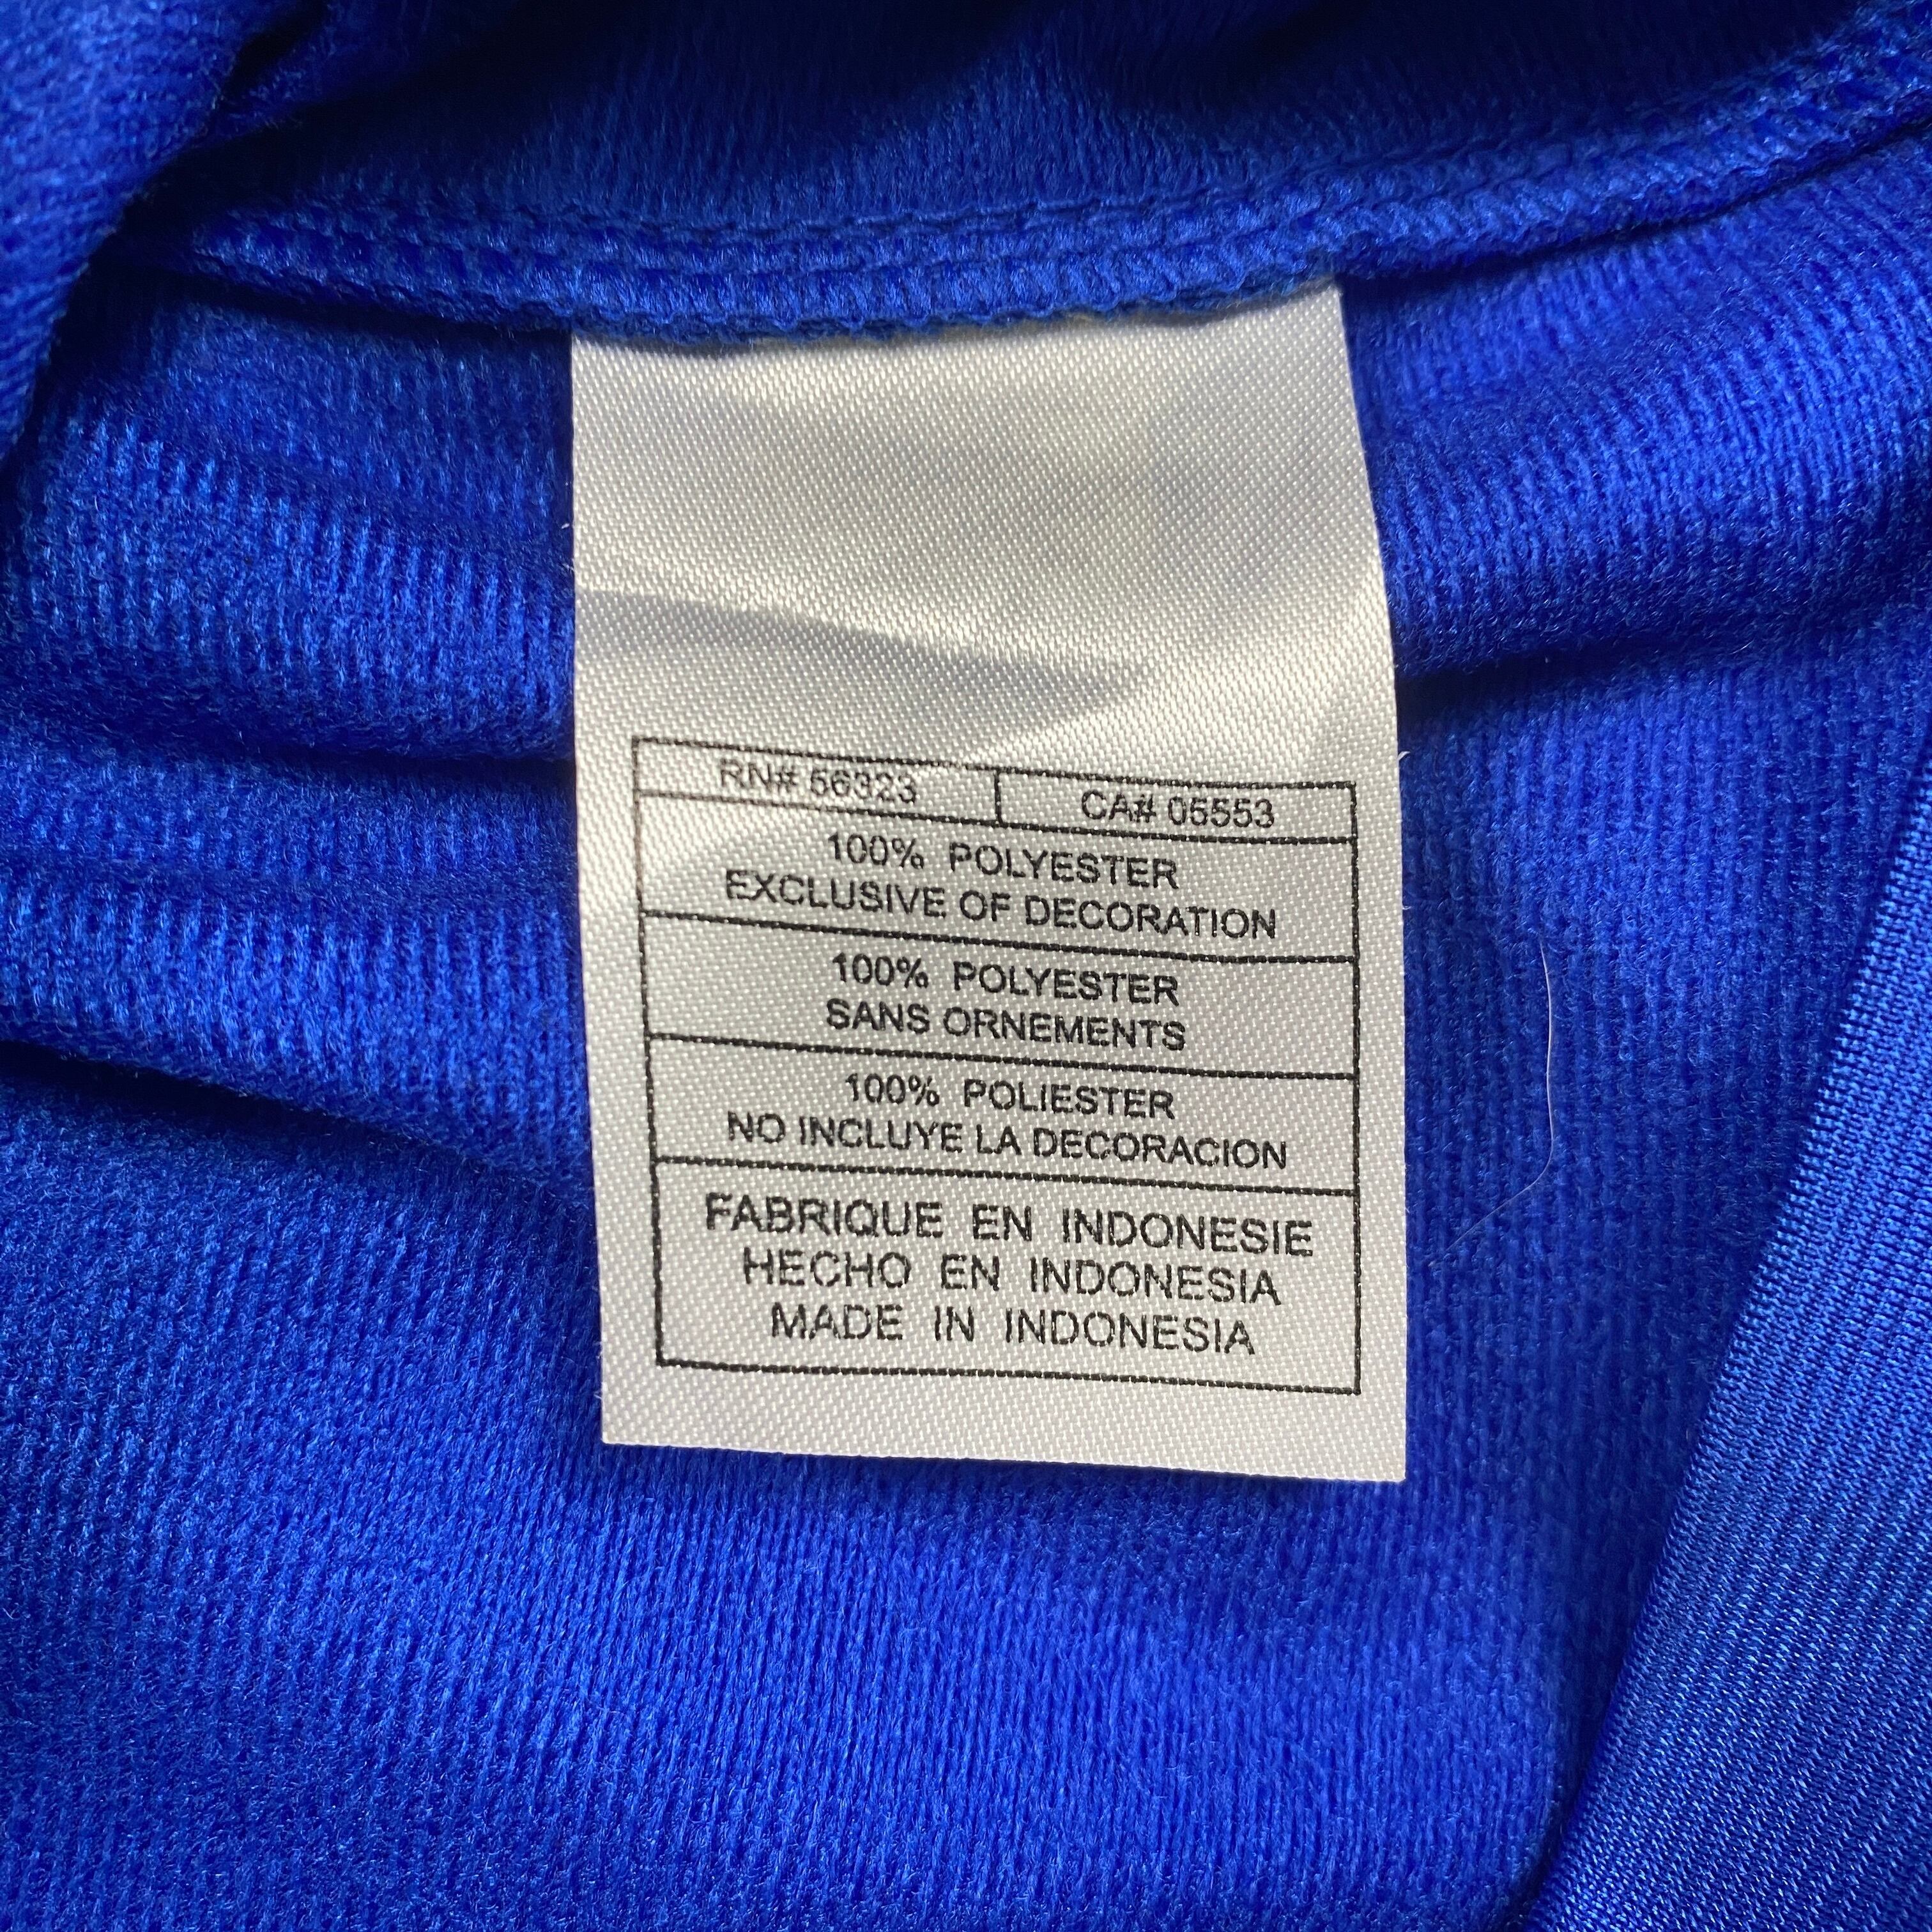 RN# 56323
CA# 05553
100% POLYESTER
EXCLUSIVE OF DECORATION
100% POLYESTER
SANS ORNEMENTS
100% POLIESTER
NO INCLUYE LA DECORACION
FABRIQUE EN INDONESIE
HECHO EN INDONESIA
MADE IN INDONESIA